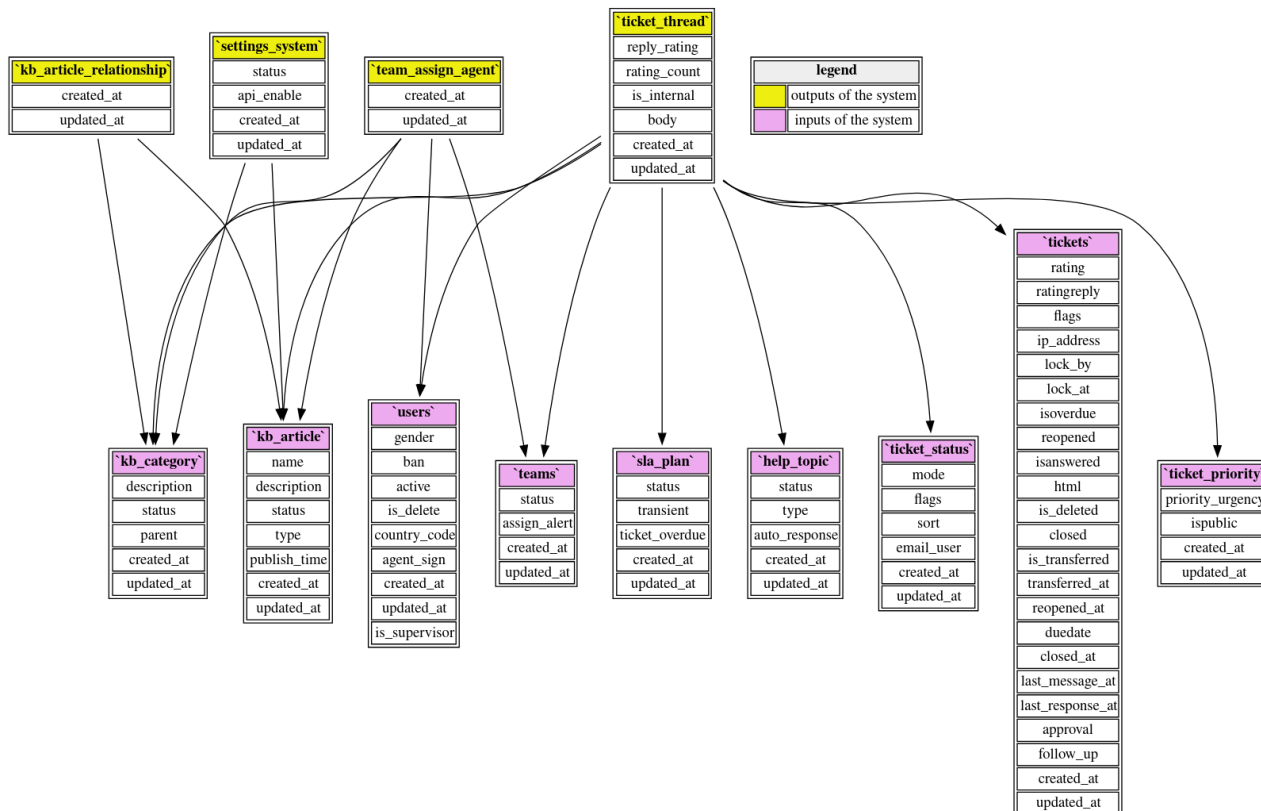 `ticket_thread`
reply_rating
rating_count
is_internal
body
created_at
updated_at
`settings_system`
status
api_enable
created_at
updated_at
`kb_article_relationship`
created_at
updated_at
`team_assign_agent`
created_at
updated_at
legend
outputs of the system
inputs of the system
`kb_category`
description
status
parent
created_at
updated_at
`kb_article`
name
description
status
type
publish_time
created_at
updated_at
`users`
gender
ban
active
is_delete
country_code
agent_sign
created_at
updated_at
is_supervisor
`teams`
status
assign_alert
created_at
updated_at
`sla_plan`
status
transient
ticket_overdue
created_at
updated_at
`help_topic`
status
type
auto_response
created_at
updated_at
`ticket_status`
mode
flags
sort
email_user
created_at
updated_at
`tickets`
rating
ratingreply
flags
ip_address
lock_by
lock_at
isoverdue
reopened
isanswered
html
is_deleted
closed
is_transferred
transferred_at
reopened_at
duedate
closed_at
last_message_at
last_response_at
approval
follow_up
created_at
updated_at
`ticket_priority`
priority_urgency
ispublic
created_at
updated_at